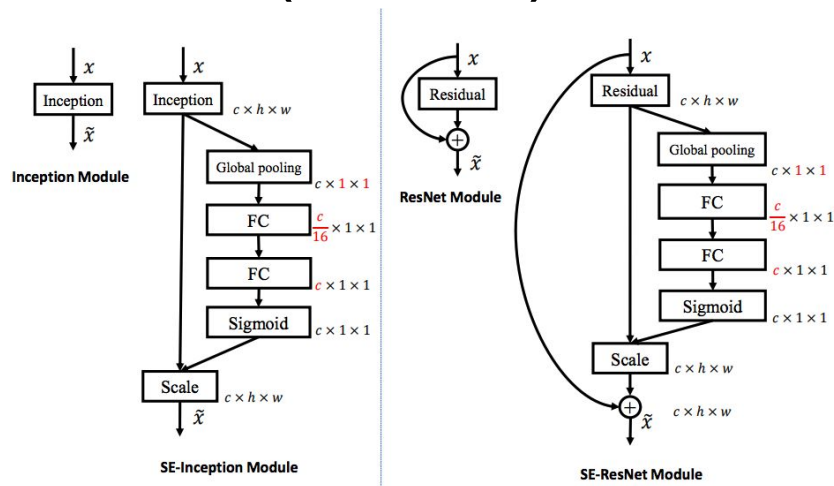 x
Inception
x̃
Inception Module
x
Inception
c × h × w
Global pooling
c × 1 × 1
FC
c/16 × 1 × 1
FC
c × 1 × 1
Sigmoid
c × 1 × 1
Scale
c × h × w
x̃
SE-Inception Module
x
Residual
+
x̃
ResNet Module
x
Residual
c × h × w
Global pooling
c × 1 × 1
FC
c/16 × 1 × 1
FC
c × 1 × 1
Sigmoid
c × 1 × 1
Scale
c × h × w
+
c × h × w
x̃
SE-ResNet Module